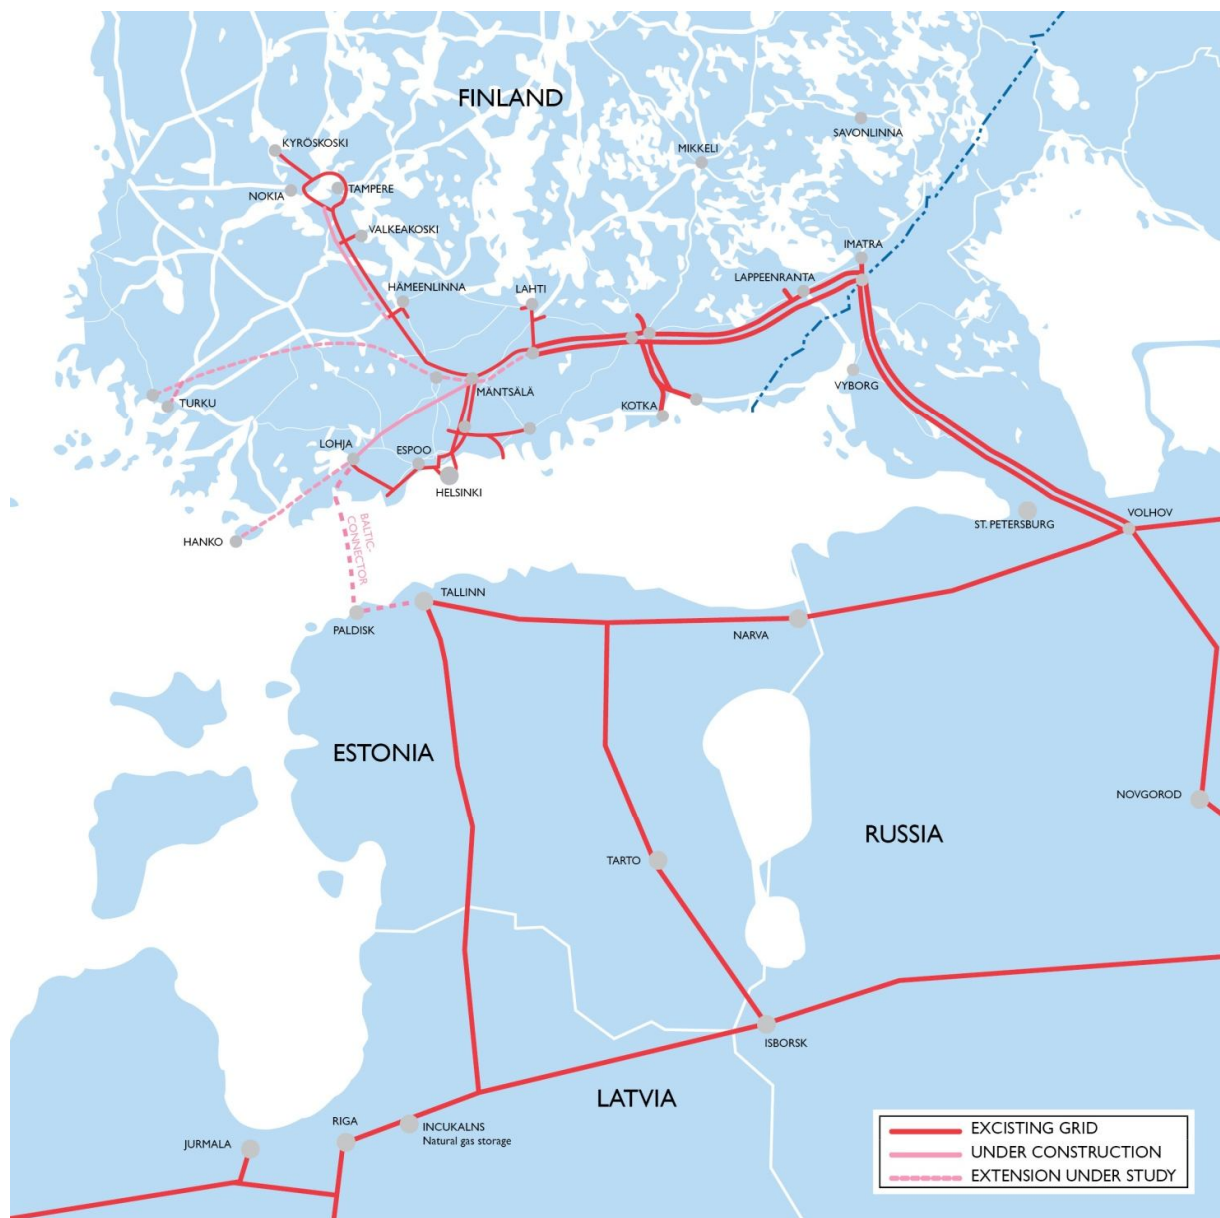 FINLAND
SAVONLINNA
KYRÖSKOSKI
MIKKELI
NOKIA
TAMPERE
VALKEAKOSKI
IMATRA
LAPPEENRANTA
HÄMEENLINNA
LAHTI
VYBORG
MÄNTSÄLÄ
TURKU
KOTKA
LOHJA
ESPOO
HELSINKI
VOLHOV
ST. PETERSBURG
HANKO
BALTIC-
CONNECTOR
TALLINN
PALDISK
NARVA
ESTONIA
NOVGOROD
RUSSIA
TARTO
ISBORSK
LATVIA
RIGA
INCUKALNS
Natural gas storage
JURMALA
EXCISTING GRID
UNDER CONSTRUCTION
EXTENSION UNDER STUDY